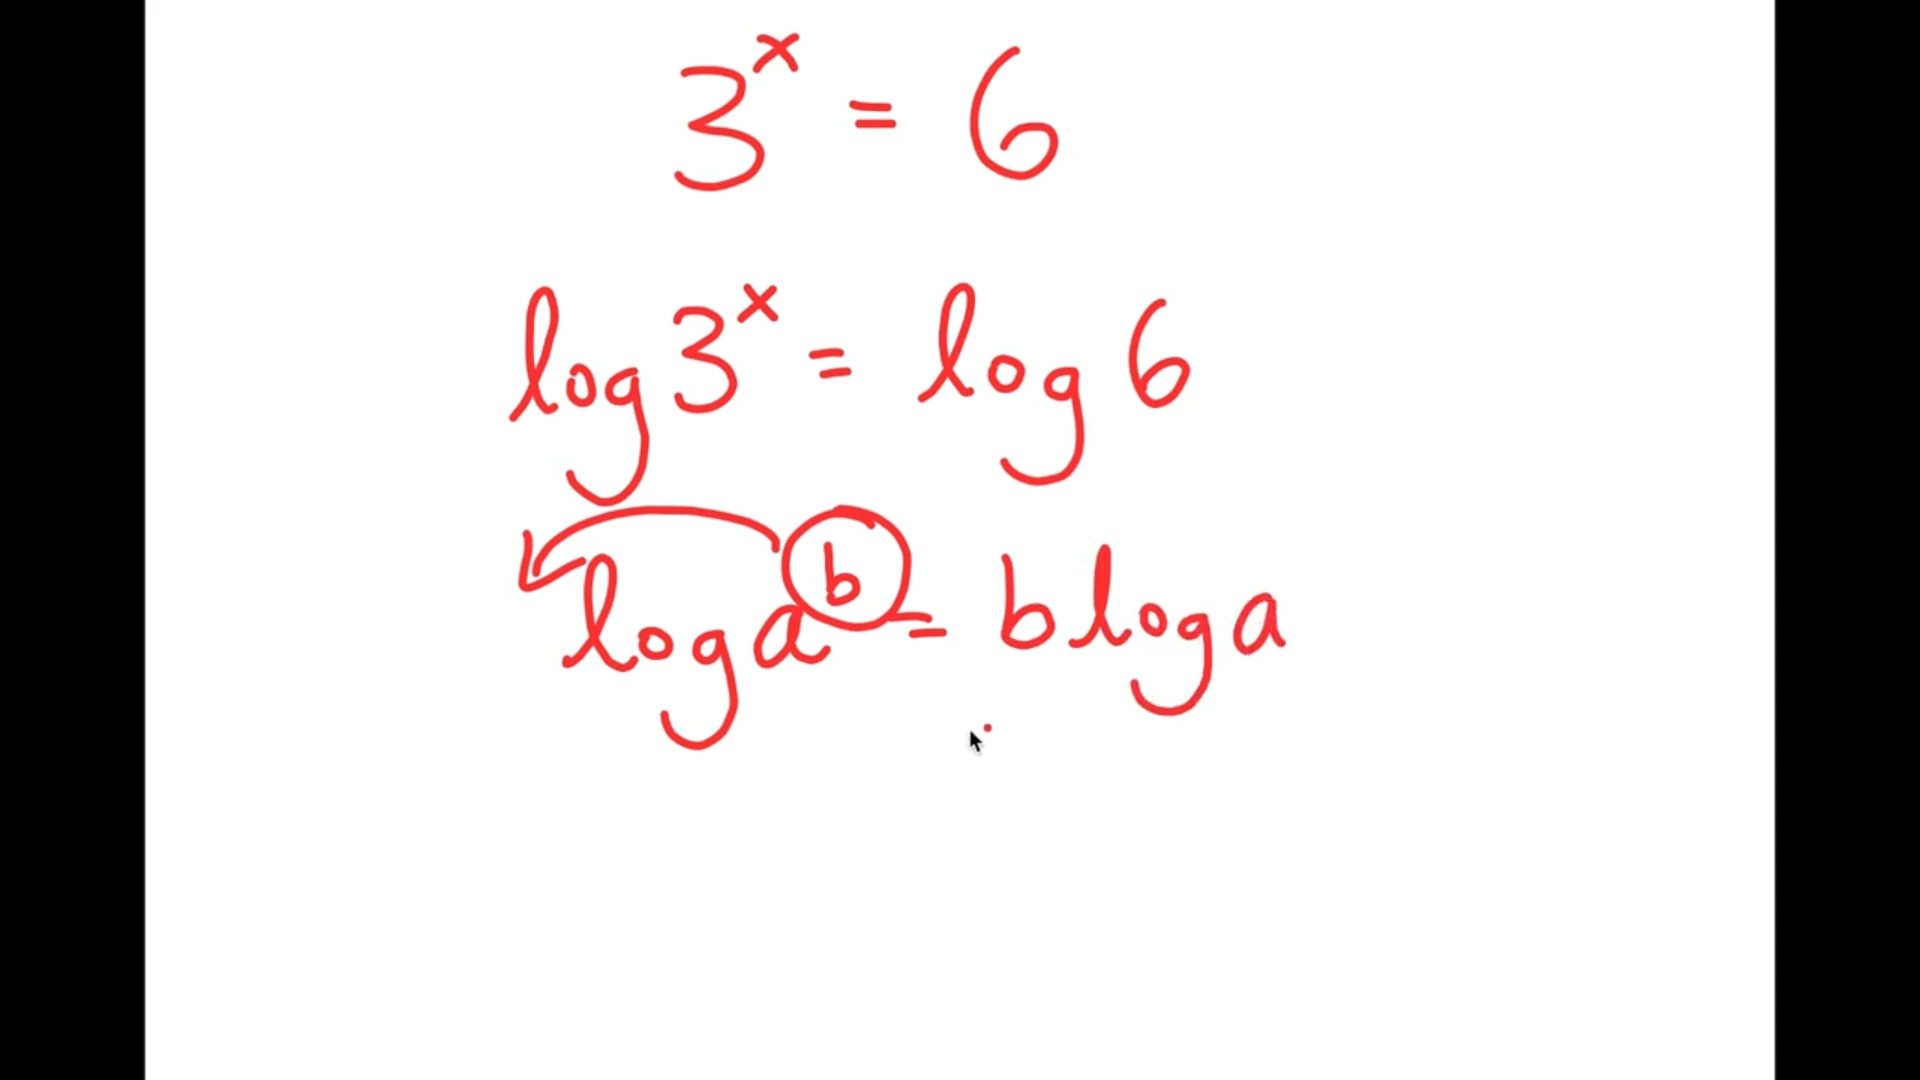 3^x = 6
log 3^x = log 6
log a^b = b log a